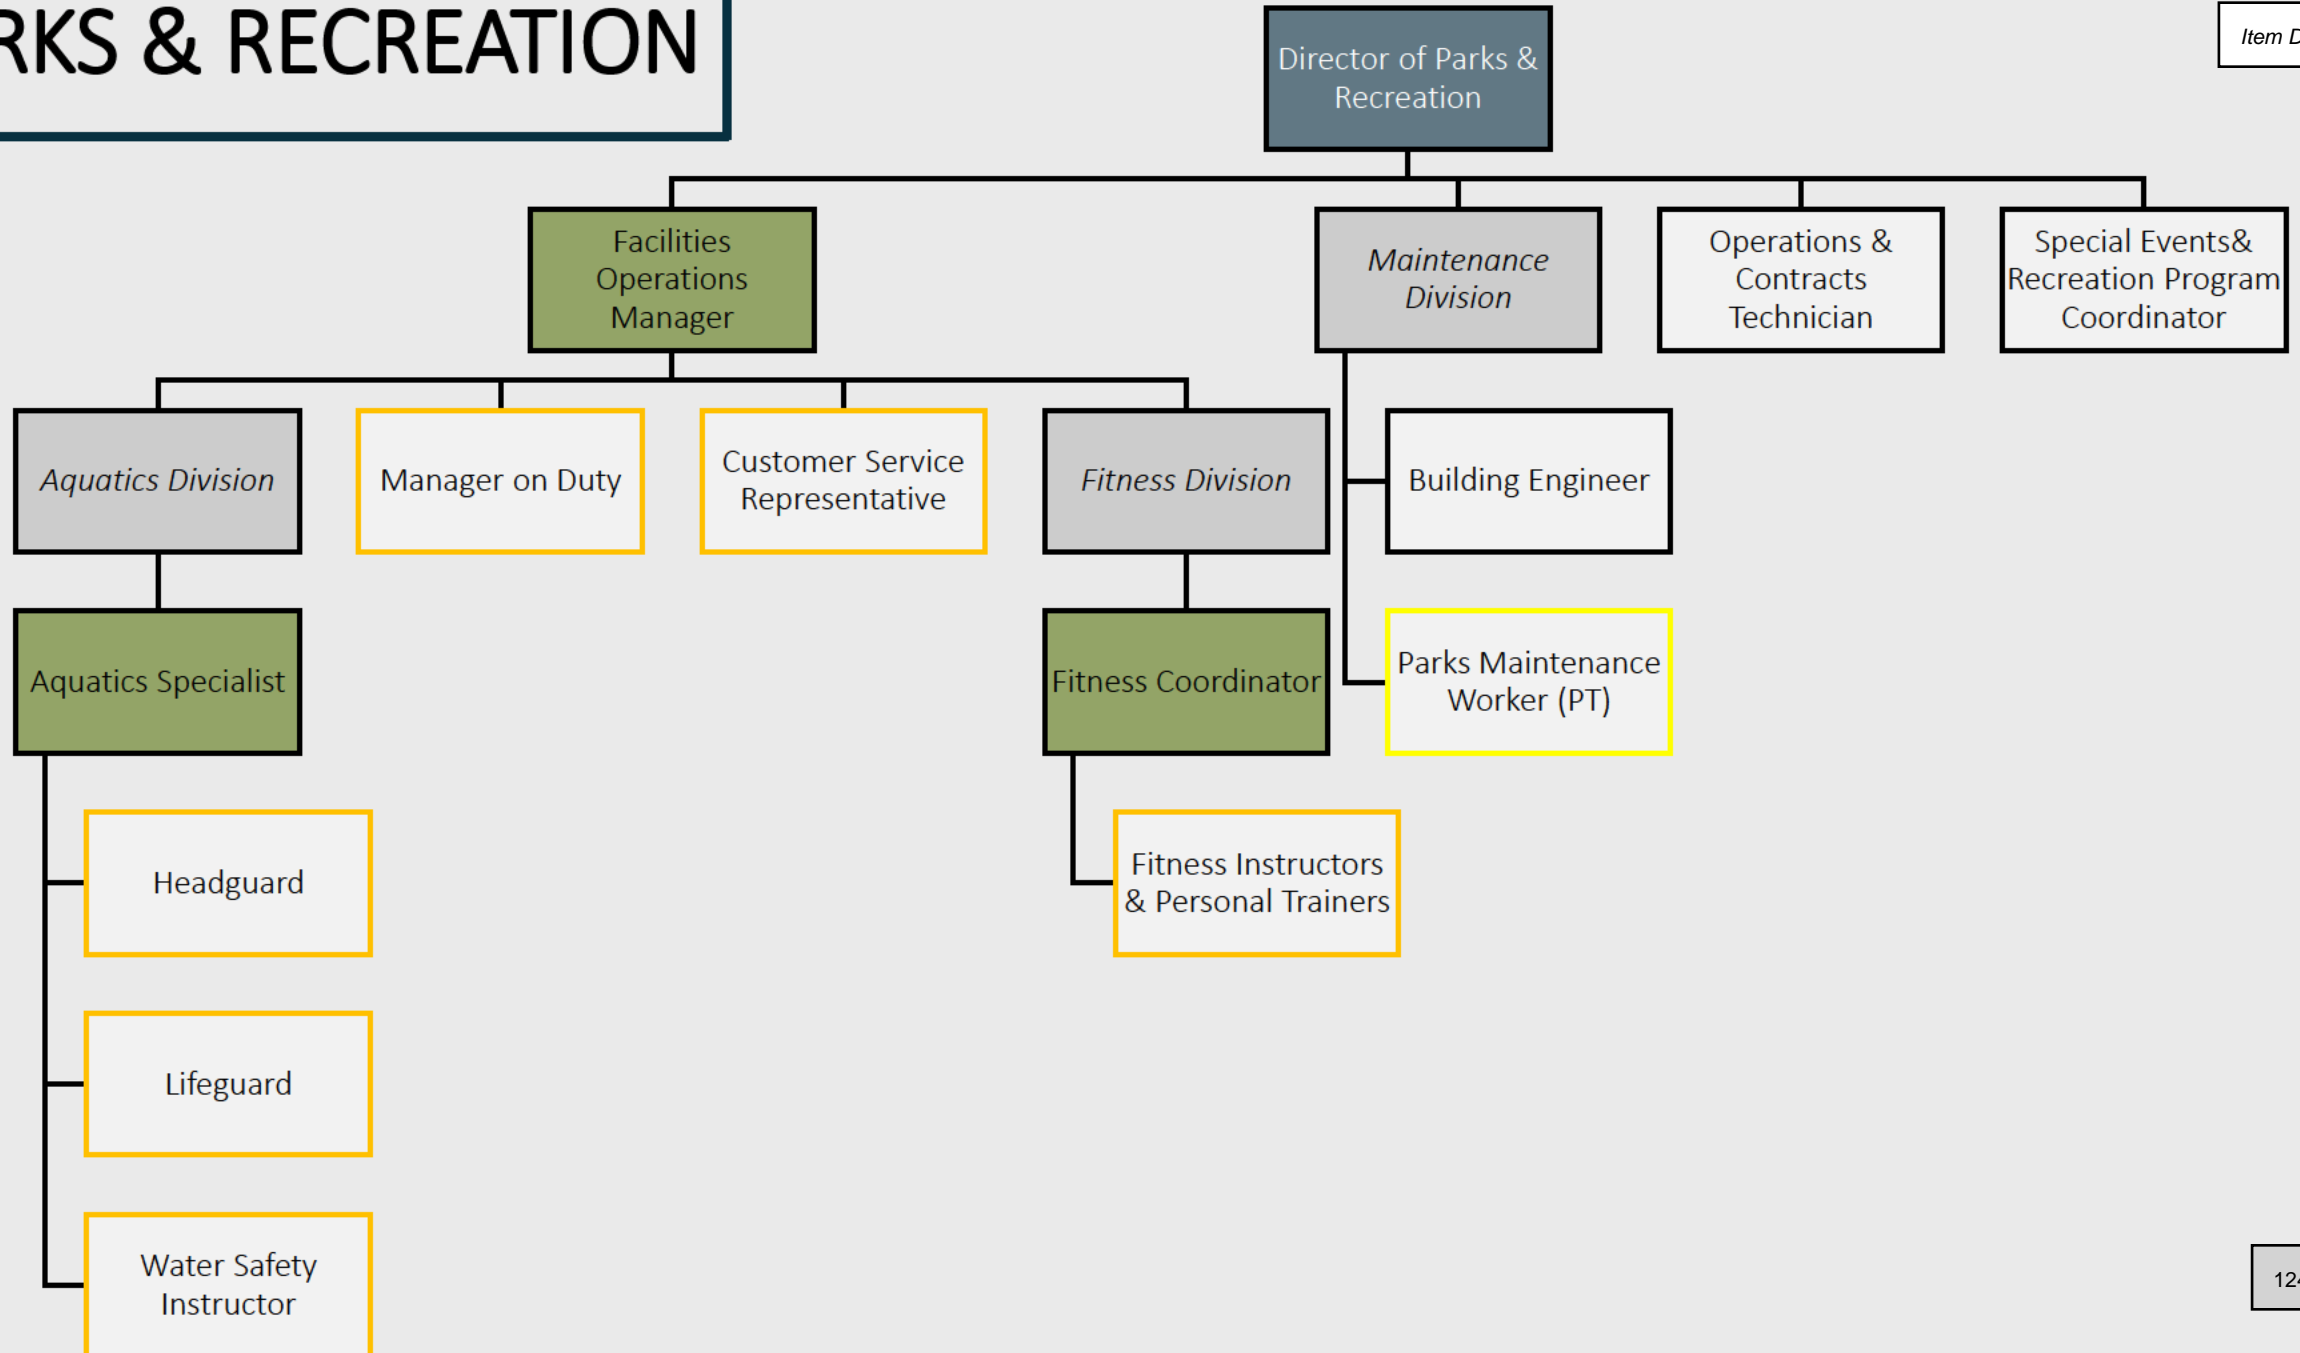 RKS & RECREATION
Item D
Director of Parks &
Recreation
Facilities
Operations
Manager
Maintenance
Division
Operations &
Contracts
Technician
Special Events&
Recreation Program
Coordinator
Aquatics Division
Manager on Duty
Customer Service
Representative
Fitness Division
Building Engineer
Aquatics Specialist
Fitness Coordinator
Parks Maintenance
Worker (PT)
Headguard
Fitness Instructors
& Personal Trainers
Lifeguard
Water Safety
Instructor
124